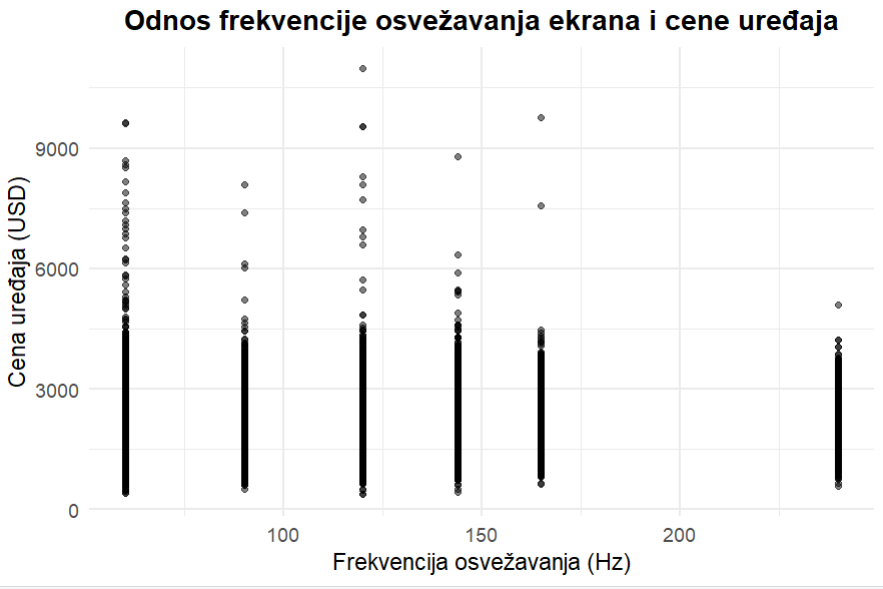 Odnos frekvencije osvežavanja ekrana i cene uređaja
Cena uređaja (USD)
9000
6000
3000
0
100 150 200
Frekvencija osvežavanja (Hz)